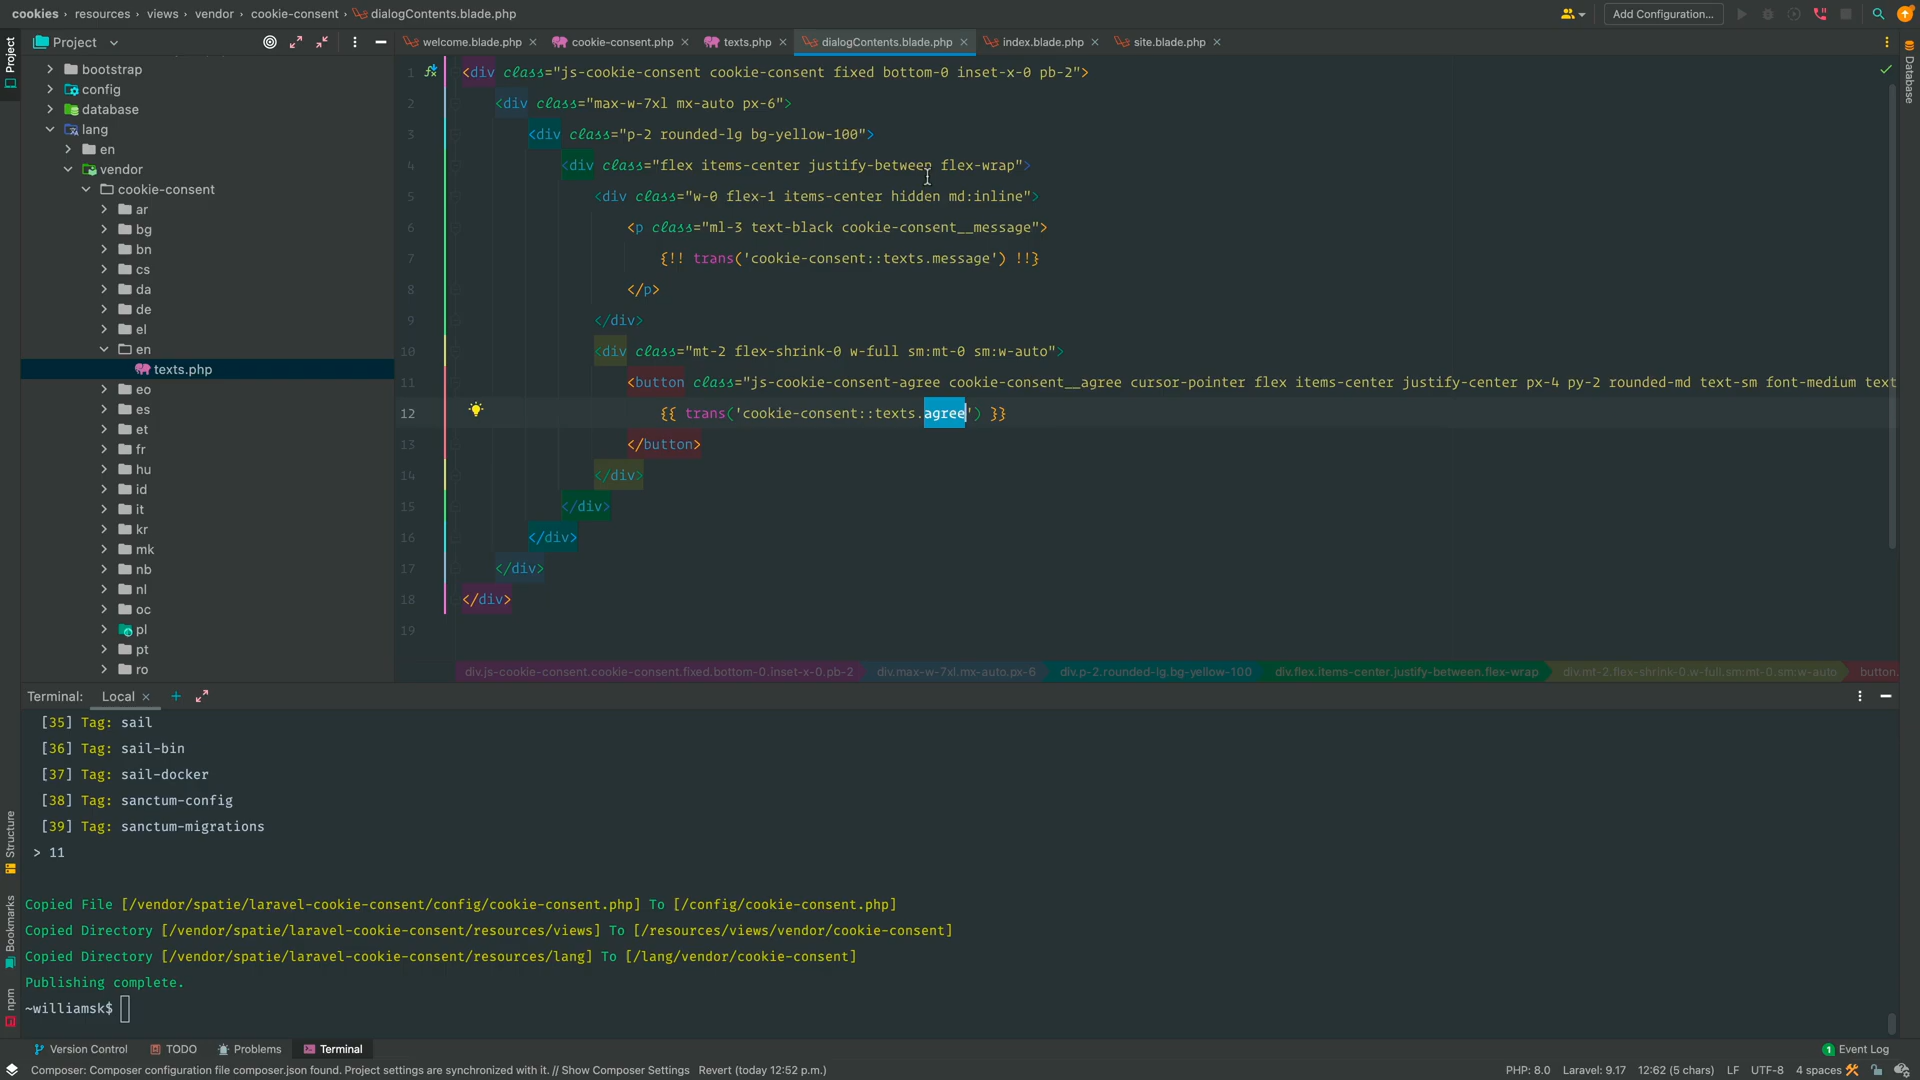 cookies › resources › views › vendor › cookie-consent › dialogContents.blade.php
Add Configuration...
Project
welcome.blade.php
cookie-consent.php
texts.php
dialogContents.blade.php
index.blade.php
site.blade.php
Project
Database
Structure
Bookmarks
npm
bootstrap
config
database
lang
en
vendor
cookie-consent
ar
bg
bn
cs
da
de
el
en
texts.php
eo
es
et
fr
hu
id
it
kr
mk
nb
nl
oc
pl
pt
ro
1 <div class="js-cookie-consent cookie-consent fixed bottom-0 inset-x-0 pb-2">
2 <div class="max-w-7xl mx-auto px-6">
3 <div class="p-2 rounded-lg bg-yellow-100">
4 <div class="flex items-center justify-between flex-wrap">
5 <div class="w-0 flex-1 items-center hidden md:inline">
6 <p class="ml-3 text-black cookie-consent__message">
7 {!! trans('cookie-consent::texts.message') !!}
8 </p>
9 </div>
10 <div class="mt-2 flex-shrink-0 w-full sm:mt-0 sm:w-auto">
11 <button class="js-cookie-consent-agree cookie-consent__agree cursor-pointer flex items-center justify-center px-4 py-2 rounded-md text-sm font-medium text
12 {{ trans('cookie-consent::texts.agree') }}
13 </button>
14 </div>
15 </div>
16 </div>
17 </div>
18 </div>
19
div.js-cookie-consent.cookie-consent.fixed.bottom-0.inset-x-0.pb-2
div.max-w-7xl.mx-auto.px-6
div.p-2.rounded-lg.bg-yellow-100
div.flex.items-center.justify-between.flex-wrap
div.mt-2.flex-shrink-0.w-full.sm:mt-0.sm:w-auto
button.
Terminal: Local
[35] Tag: sail
[36] Tag: sail-bin
[37] Tag: sail-docker
[38] Tag: sanctum-config
[39] Tag: sanctum-migrations
> 11
Copied File [/vendor/spatie/laravel-cookie-consent/config/cookie-consent.php] To [/config/cookie-consent.php]
Copied Directory [/vendor/spatie/laravel-cookie-consent/resources/views] To [/resources/views/vendor/cookie-consent]
Copied Directory [/vendor/spatie/laravel-cookie-consent/resources/lang] To [/lang/vendor/cookie-consent]
Publishing complete.
~williamsk$
Version Control
TODO
Problems
Terminal
1 Event Log
Composer: Composer configuration file composer.json found. Project settings are synchronized with it. // Show Composer Settings Revert (today 12:52 p.m.)
PHP: 8.0 Laravel: 9.17 12:62 (5 chars) LF UTF-8 4 spaces